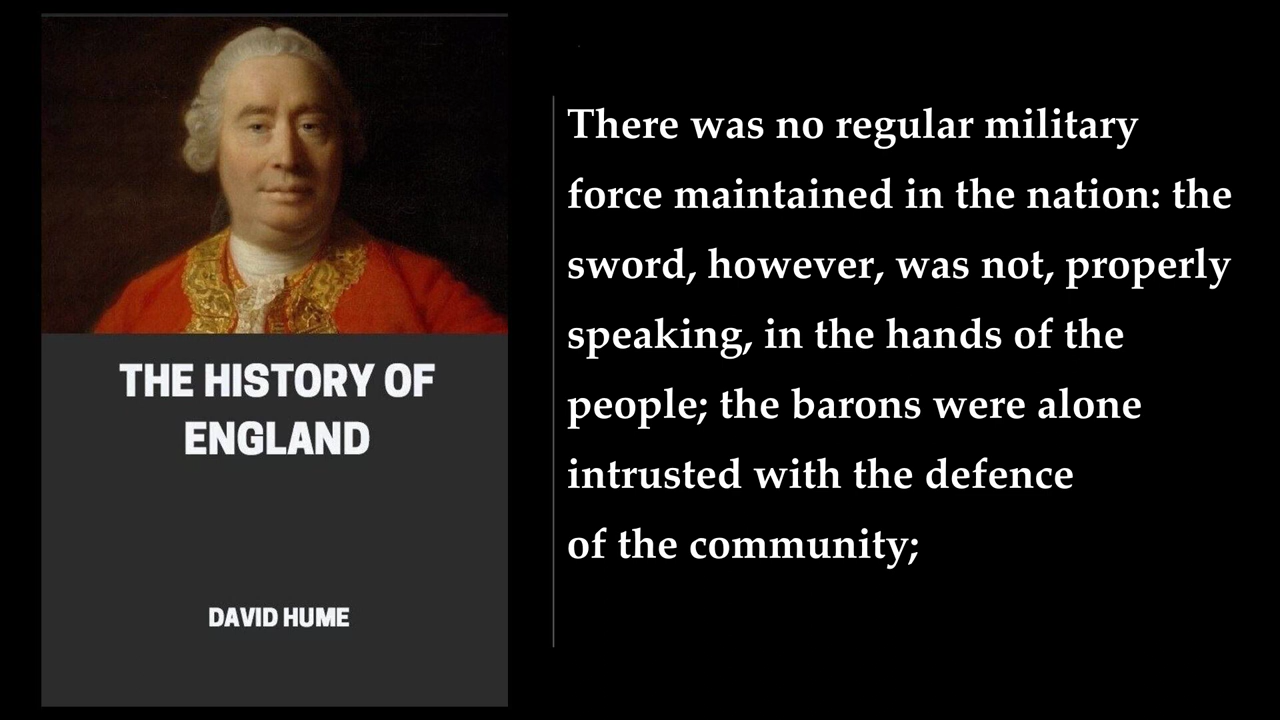 THE HISTORY OF
ENGLAND
DAVID HUME
There was no regular military
force maintained in the nation: the
sword, however, was not, properly
speaking, in the hands of the
people; the barons were alone
intrusted with the defence
of the community;